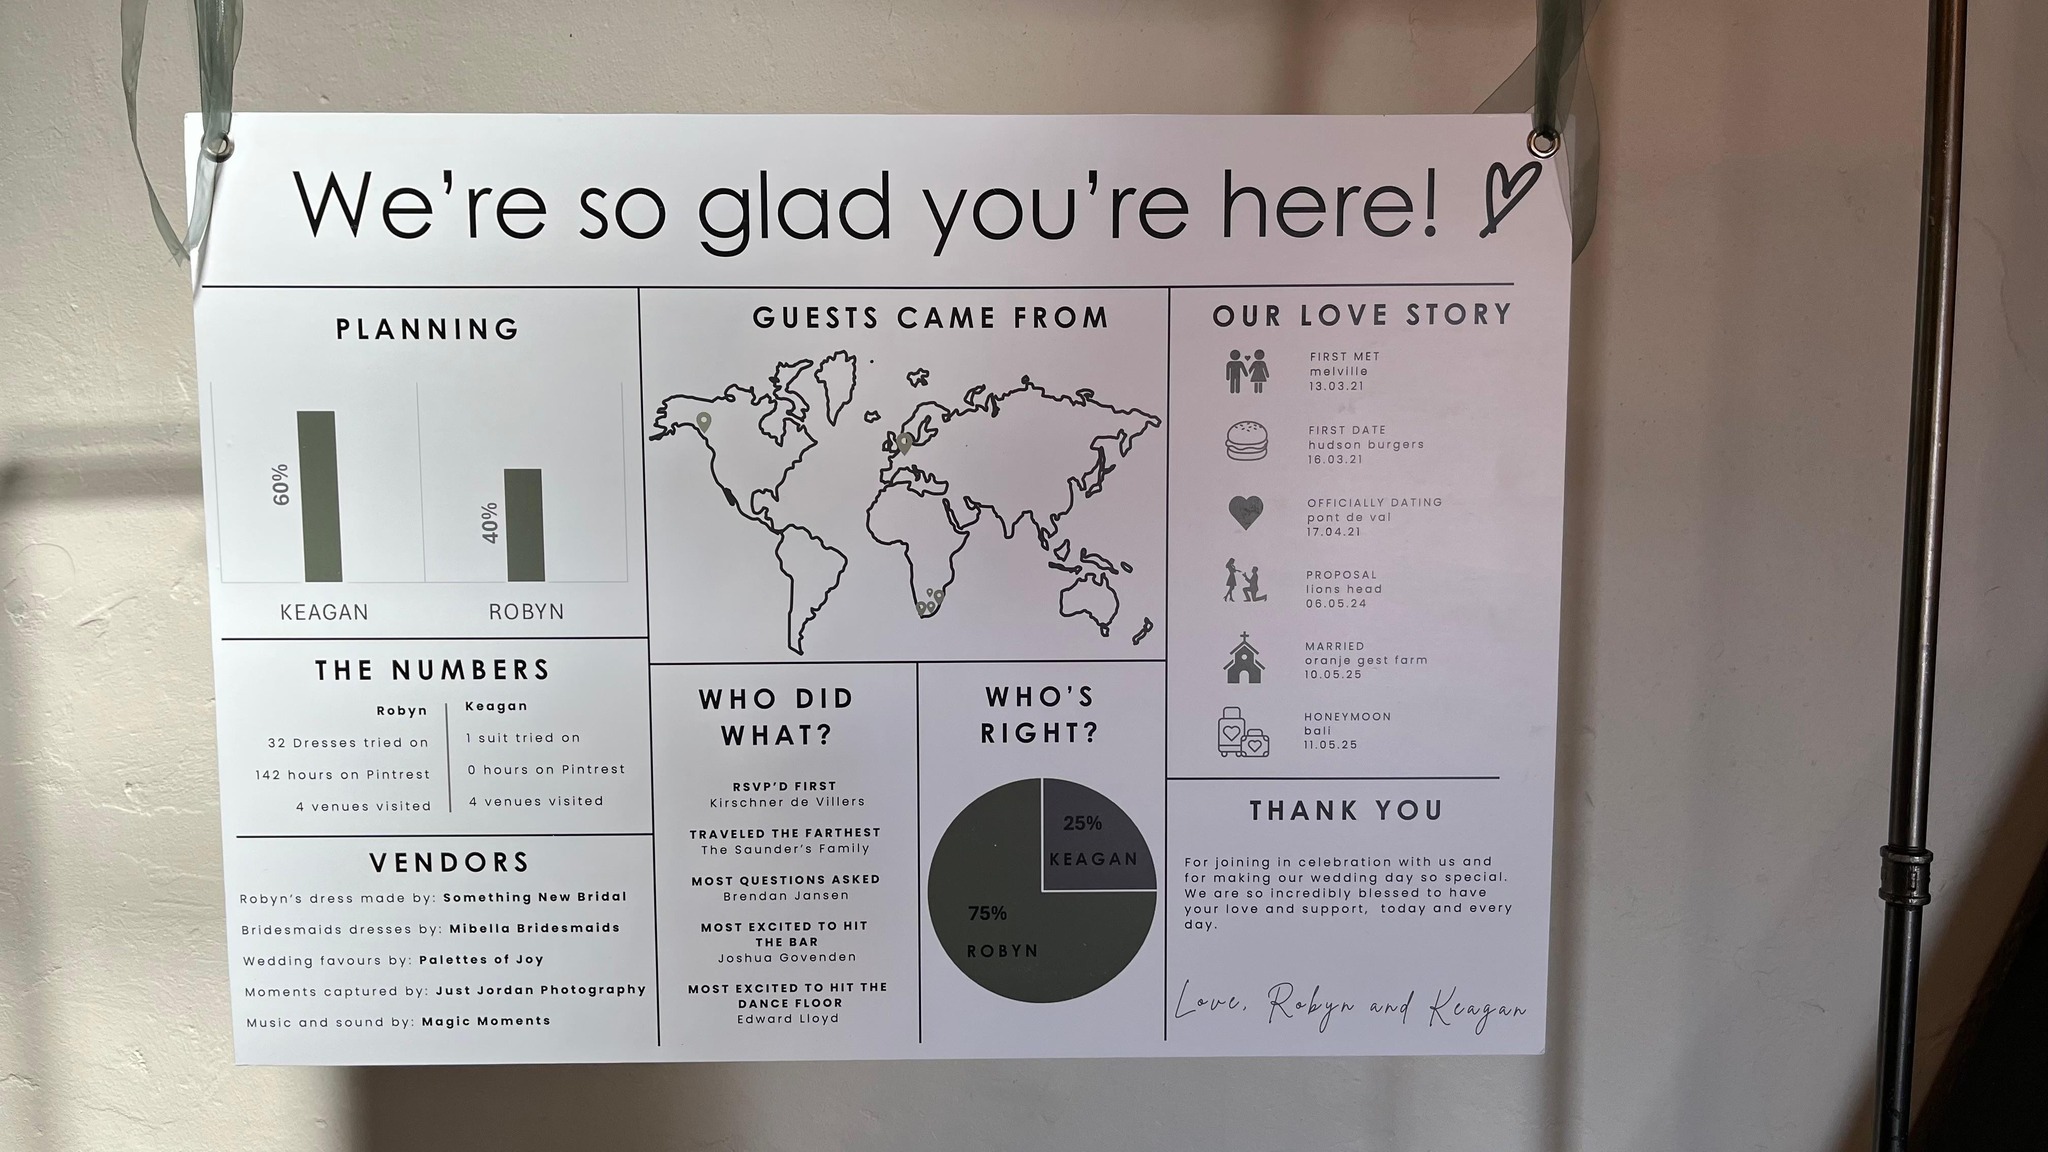 We're so glad you're here!
PLANNING
60%
40%
KEAGAN
ROBYN
THE NUMBERS
Robyn
32 Dresses tried on
142 hours on Pintrest
4 venues visited
Keagan
1 suit tried on
0 hours on Pintrest
4 venues visited
VENDORS
Robyn's dress made by: Something New Bridal
Bridesmaids dresses by: Mibella Bridesmaids
Wedding favours by: Palettes of Joy
Moments captured by: Just Jordan Photography
Music and sound by: Magic Moments
GUESTS CAME FROM
WHO DID
WHAT?
RSVP'D FIRST
Kirschner de Villers
TRAVELED THE FARTHEST
The Saunder's Family
MOST QUESTIONS ASKED
Brendan Jansen
MOST EXCITED TO HIT
THE BAR
Joshua Govenden
MOST EXCITED TO HIT THE
DANCE FLOOR
Edward Lloyd
WHO'S
RIGHT?
25%
KEAGAN
75%
ROBYN
OUR LOVE STORY
FIRST MET
melville
13.03.21
FIRST DATE
hudson burgers
16.03.21
OFFICIALLY DATING
pont de val
17.04.21
PROPOSAL
lions head
06.05.24
MARRIED
oranje gest farm
10.05.25
HONEYMOON
bali
11.05.25
THANK YOU
For joining in celebration with us and
for making our wedding day so special.
We are so incredibly blessed to have
your love and support, today and every
day.
Love, Robyn and Keagan